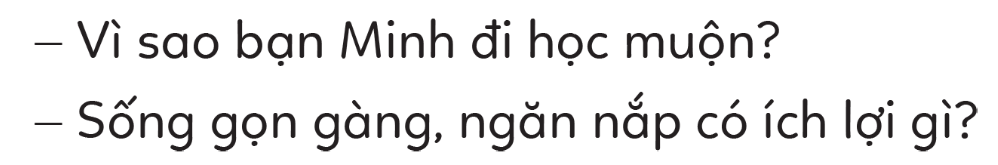 – Vì sao bạn Minh đi học muộn?
– Sống gọn gàng, ngăn nắp có ích lợi gì?